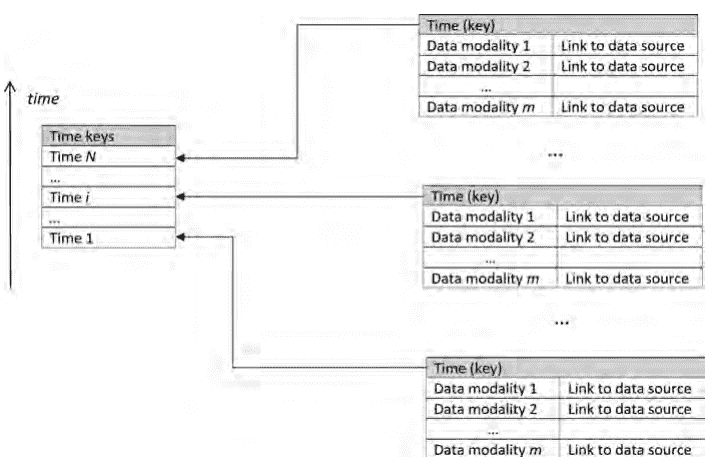 Time (key)
Data modality 1 Link to data source
Data modality 2 Link to data source
...
Data modality m Link to data source
...
time
Time keys
Time N
...
Time i
...
Time 1
Time (key)
Data modality 1 Link to data source
Data modality 2 Link to data source
...
Data modality m Link to data source
...
Time (key)
Data modality 1 Link to data source
Data modality 2 Link to data source
...
Data modality m Link to data source